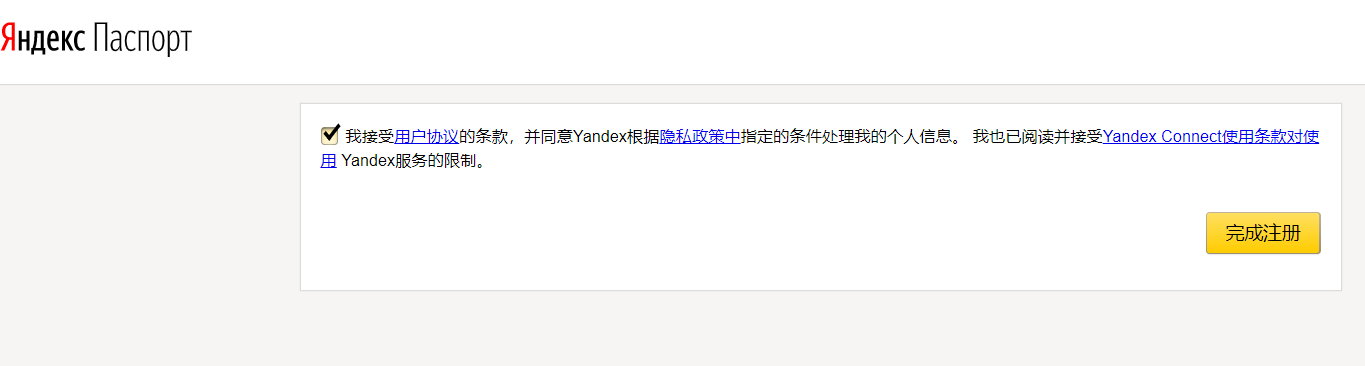 Яндекс Паспорт
我接受用户协议的条款，并同意Yandex根据隐私政策中指定的条件处理我的个人信息。 我也已阅读并接受Yandex Connect使用条款对使
用 Yandex服务的限制。
完成注册